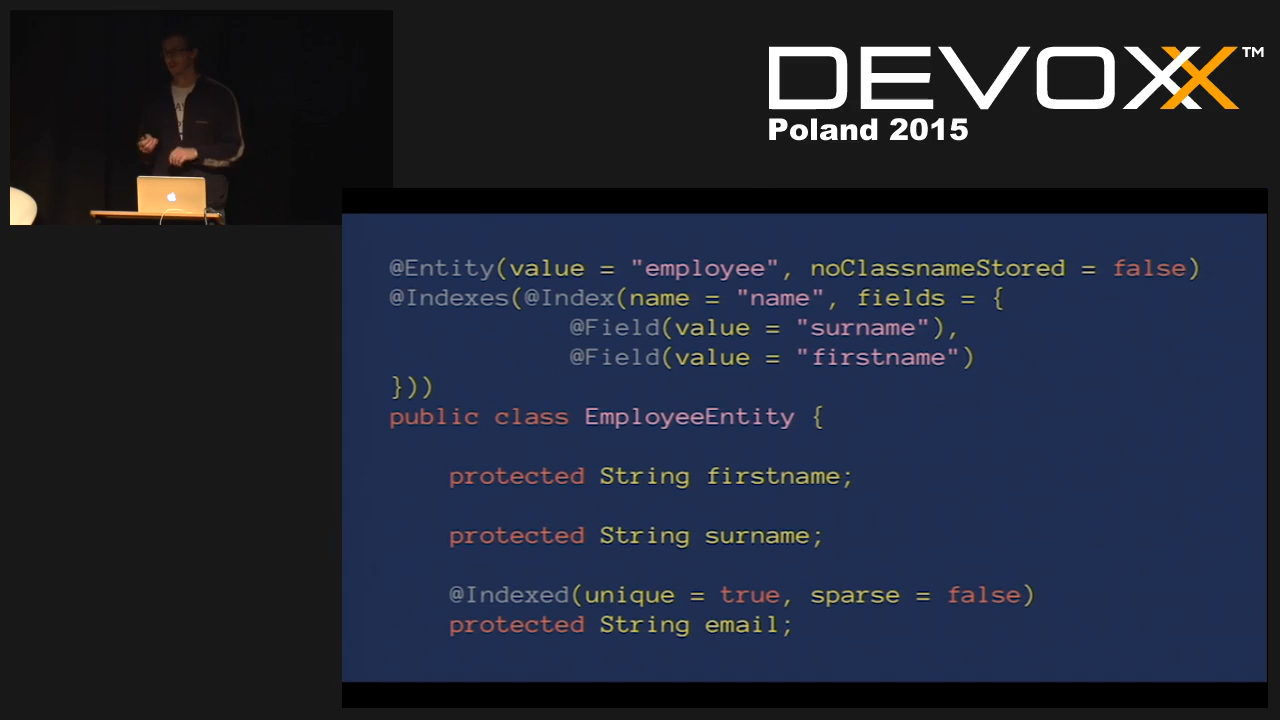 DEVOXX™
Poland 2015
@Entity(value = "employee", noClassnameStored = false)
@Indexes(@Index(name = "name", fields = {
            @Field(value = "surname"),
            @Field(value = "firstname")
}))
public class EmployeeEntity {
    protected String firstname;
    protected String surname;
    @Indexed(unique = true, sparse = false)
    protected String email;